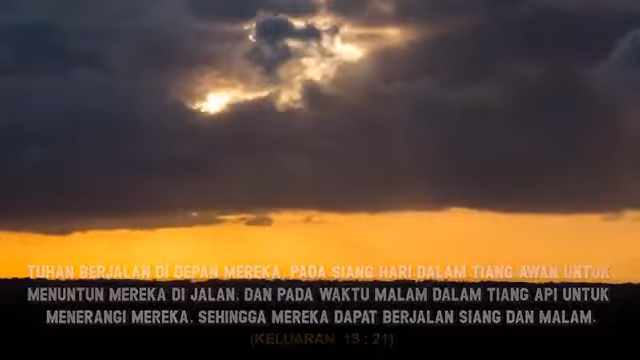 TUHAN BERJALAN DI DEPAN MEREKA, PADA SIANG HARI DALAM TIANG AWAN UNTUK
MENUNTUN MEREKA DI JALAN, DAN PADA WAKTU MALAM DALAM TIANG API UNTUK
MENERANGI MEREKA, SEHINGGA MEREKA DAPAT BERJALAN SIANG DAN MALAM.
(KELUARAN 13 : 21)